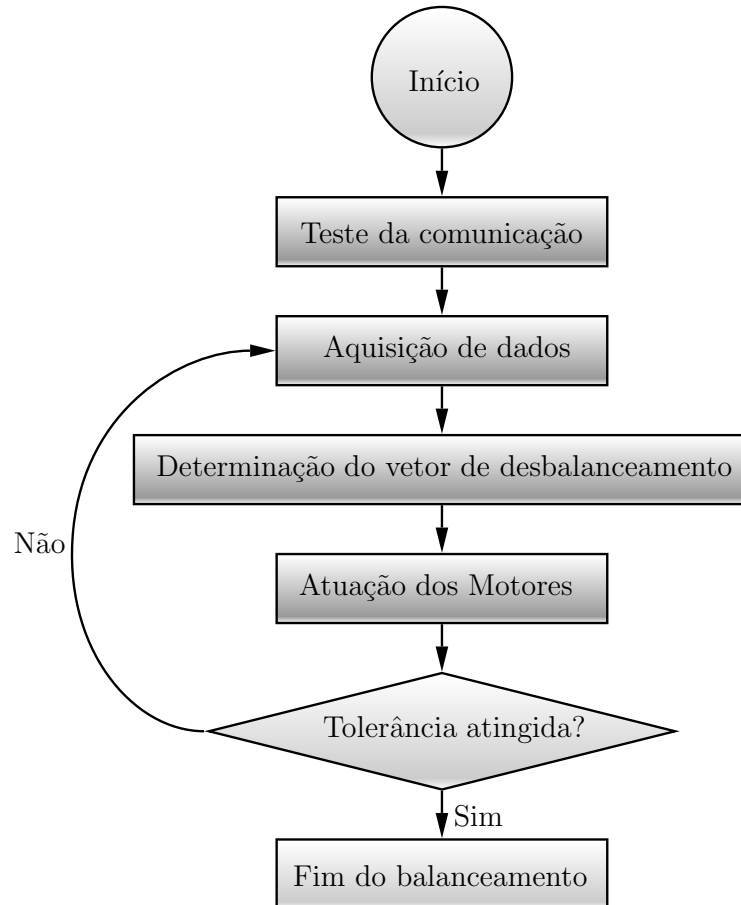 Início
Teste da comunicação
Aquisição de dados
Determinação do vetor de desbalanceamento
Não
Atuação dos Motores
Tolerância atingida?
Sim
Fim do balanceamento